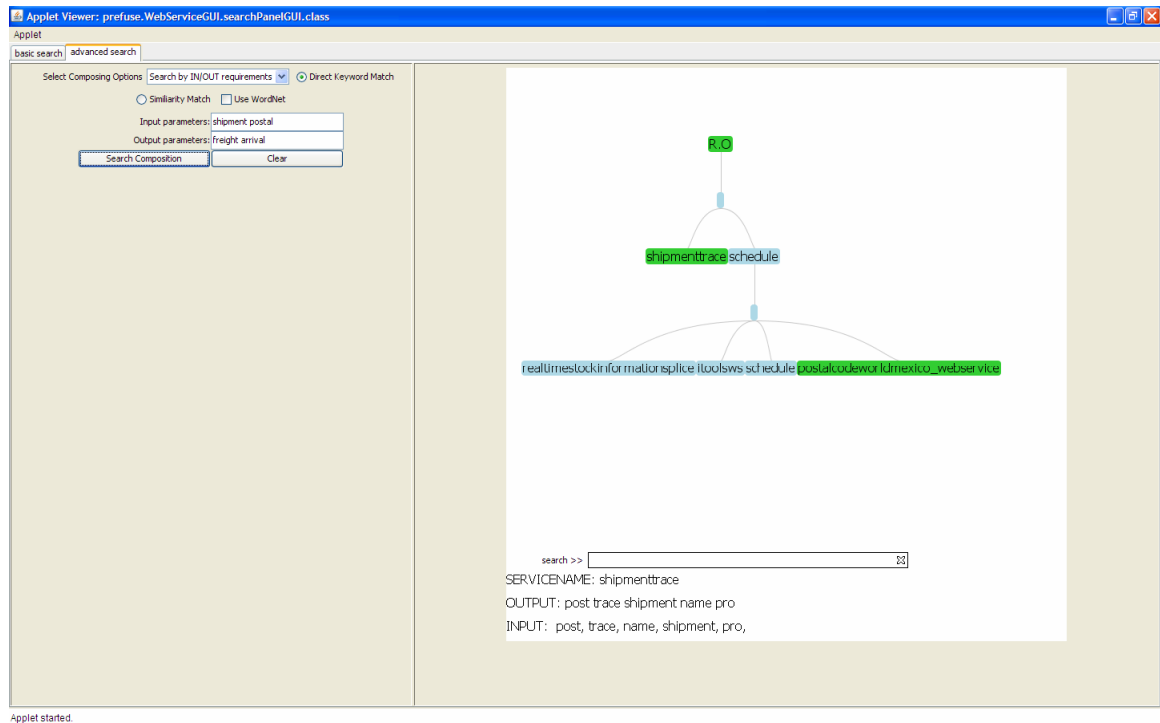 Applet Viewer: prefuse.WebServiceGUI.searchPanelGUI.class
Applet
basic search advanced search
Select Composing Options Search by IN/OUT requirements Direct Keyword Match
Similiarity Match Use WordNet
Input parameters: shipment postal
Output parameters: freight arrival
Search Composition Clear
R.O
shipmenttrace schedule
realtimestockinformationsplice itoolsws schedule postalcodeworldmexico_webservice
search >>
SERVICENAME: shipmenttrace
OUTPUT: post trace shipment name pro
INPUT: post, trace, name, shipment, pro,
Applet started.